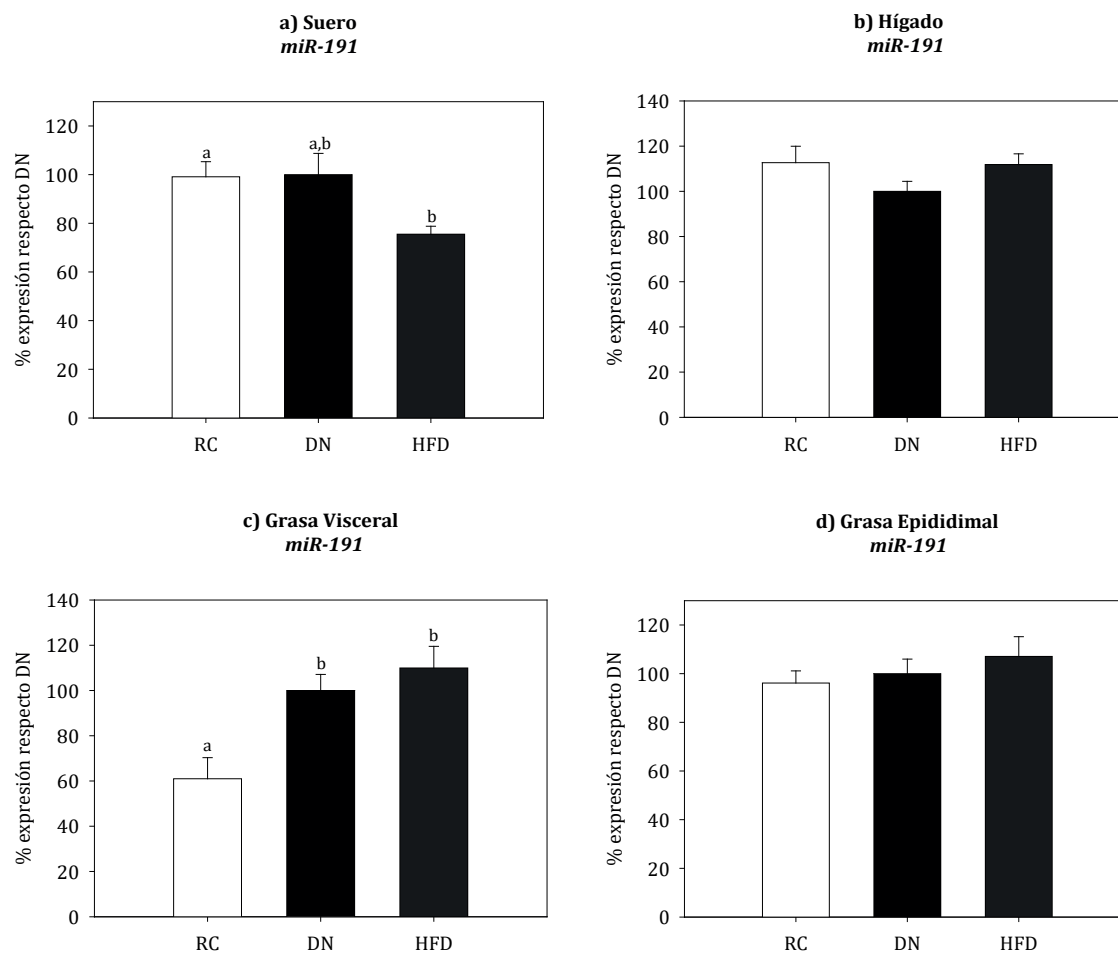 a) Suero
miR-191
% expresión respecto DN
120
100
80
60
40
20
0
a
a,b
b
RC DN HFD
b) Hígado
miR-191
% expresión respecto DN
140
120
100
80
60
40
20
0
RC DN HFD
c) Grasa Visceral
miR-191
% expresión respecto DN
140
120
100
80
60
40
20
0
a
b
b
RC DN HFD
d) Grasa Epididimal
miR-191
% expresión respecto DN
120
100
80
60
40
20
0
RC DN HFD